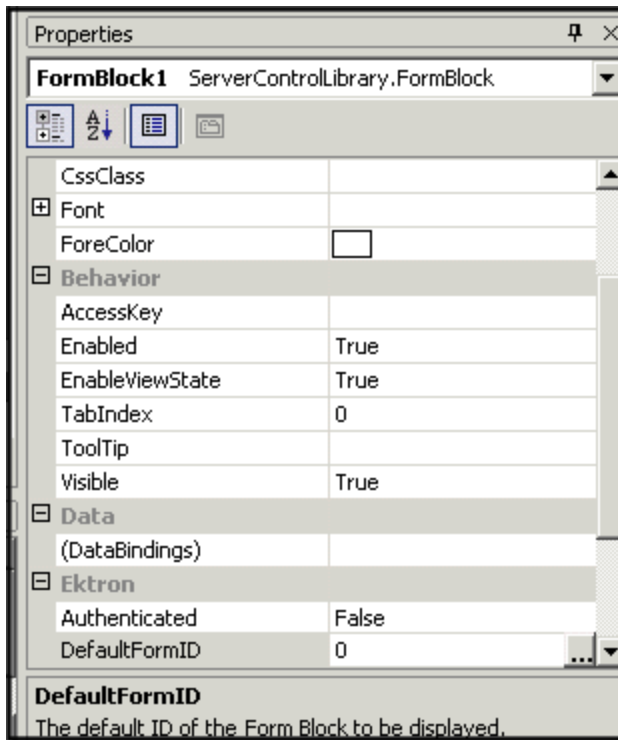 Properties
FormBlock1 ServerControlLibrary.FormBlock
A
Z
CssClass
Font
ForeColor
Behavior
AccessKey
Enabled True
EnableViewState True
TabIndex 0
ToolTip
Visible True
Data
(DataBindings)
Ektron
Authenticated False
DefaultFormID 0 ...
DefaultFormID
The default ID of the Form Block to be displayed.